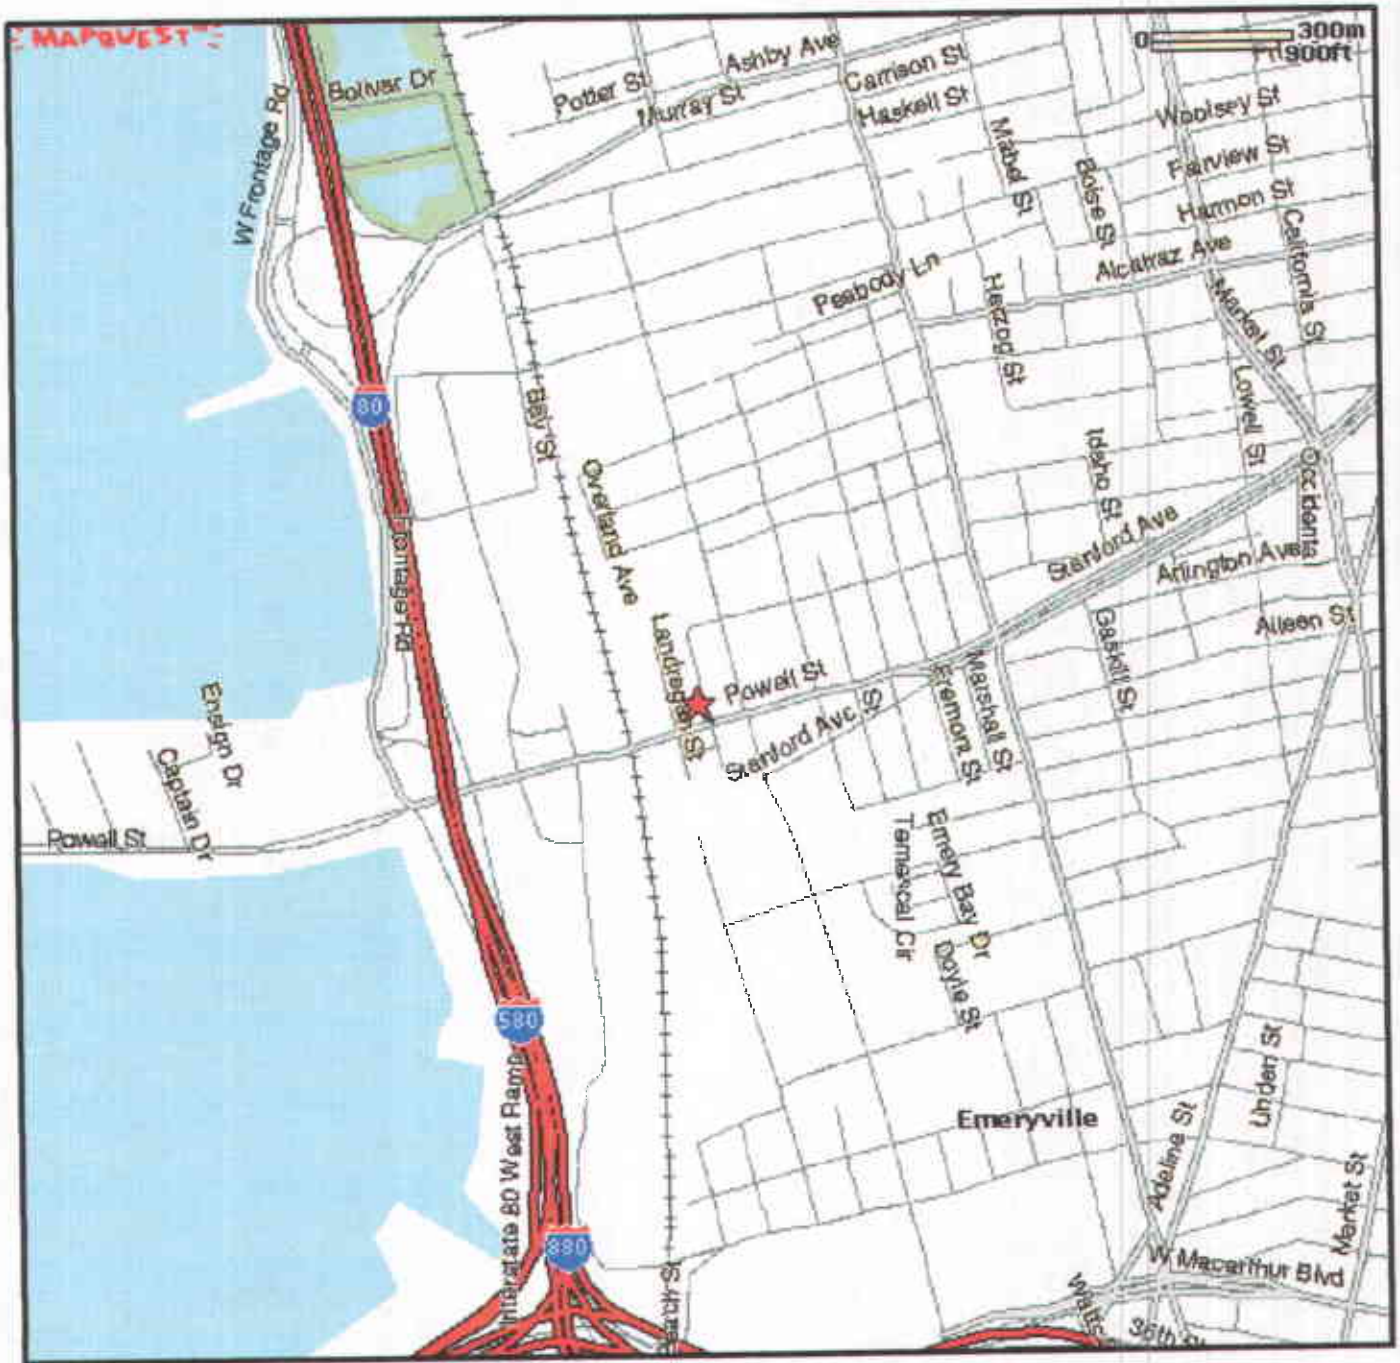 MAPQUEST
0 300m
900ft
Bolivar Dr
Potter St
Ashby Ave
Murray St
Carrison St
Haskell St
W Frontage Rd
Mabel St
Boise St
Woolsey St
Fairview St
Harmon St
California St
Alcatraz Ave
Peabody Ln
Herzog St
Market St
Lowell St
80
Bay St
Overland Ave
Idaho St
Occidental
Stanford Ave
Arlington Ave
Frontage Rd
Landregan St
Gaskill St
Aileen St
Powell St
Stanford Ave
St
Fremont St
Marshall St
Ensign Dr
Captain Dr
Powell St
Temescal Cir
Emery Bay Dr
Doyle St
580
Interstate 80 West Ramp
Emeryville
Linden St
Adeline St
Market St
880
W Macarthur Blvd
Watts
36th St